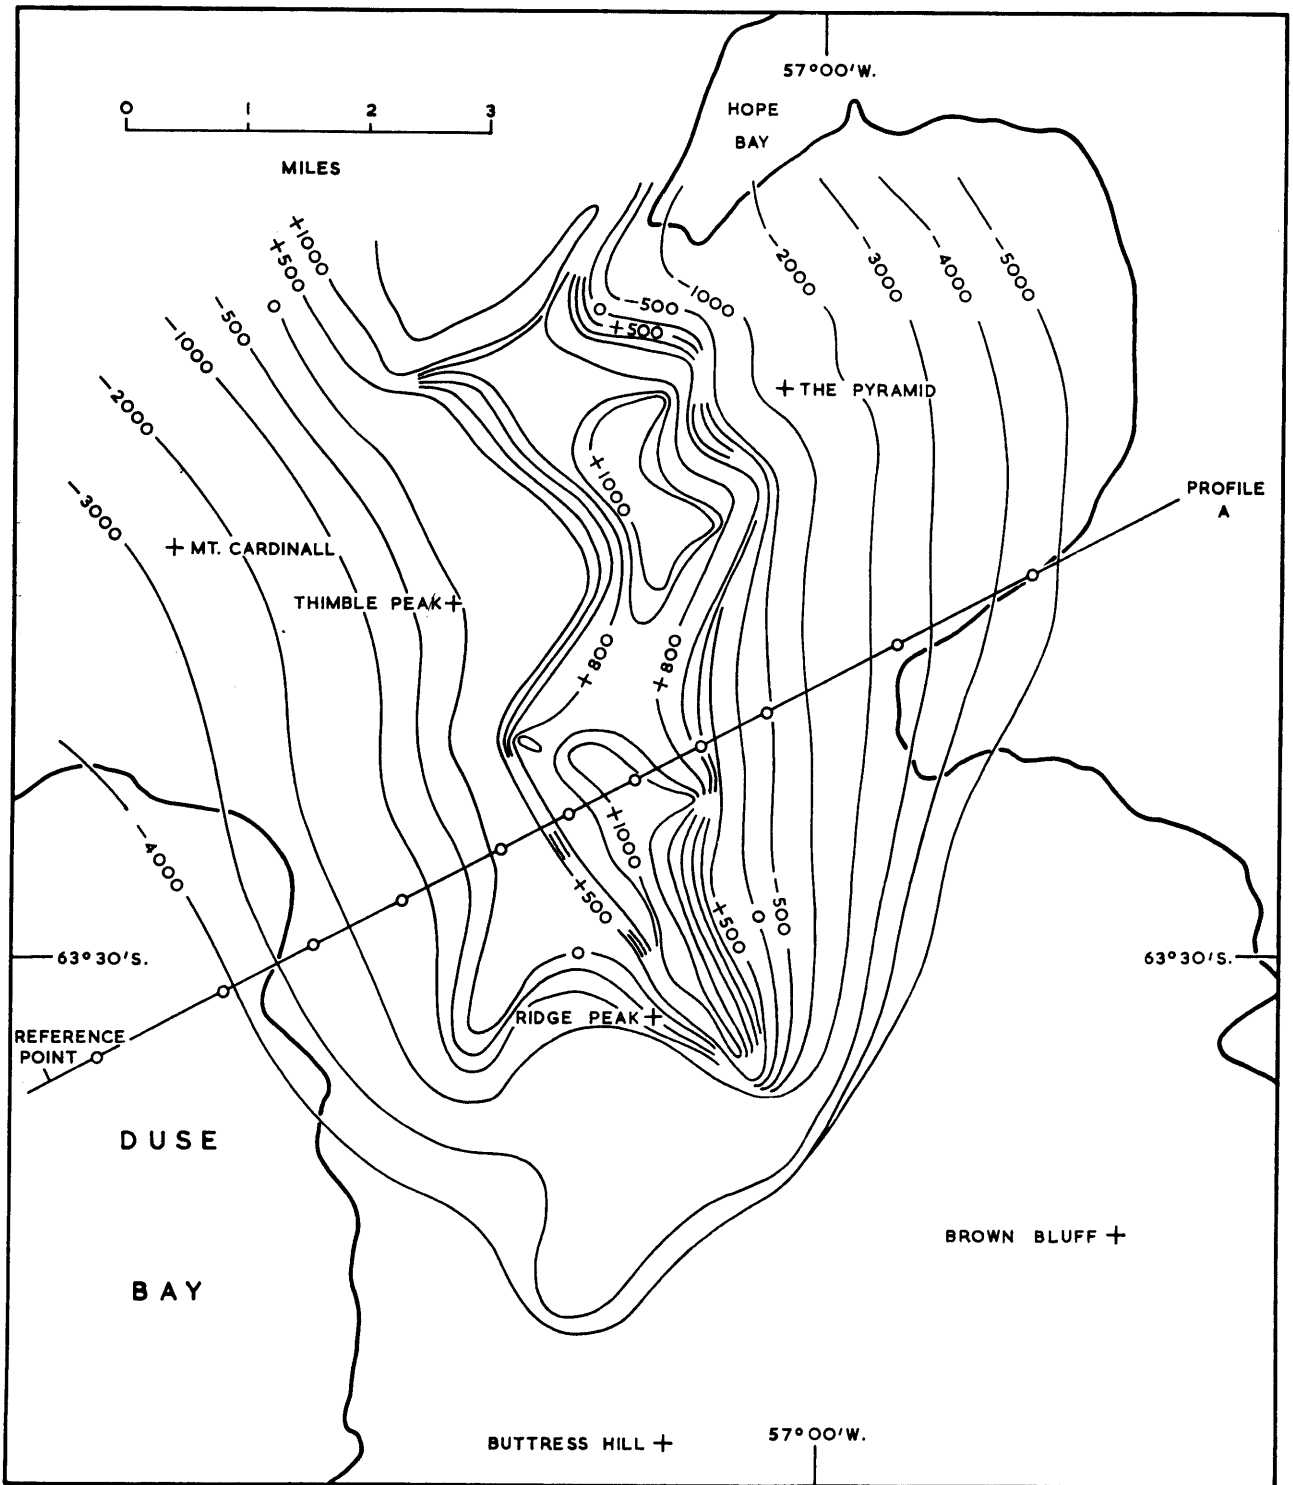 57°00'W.
0 1 2 3
MILES
HOPE
BAY
+1000
+500
0
-500
-1000
-2000
-3000
-500
0
+500
-1000
-2000
-3000
-4000
-5000
+ THE PYRAMID
+1000
PROFILE
A
+ MT. CARDINALL
THIMBLE PEAK +
+800
+800
-4000
+1000
+500
+500
0
-500
0
63°30'S.
63°30'S.
RIDGE PEAK +
REFERENCE
POINT
DUSE
BAY
BROWN BLUFF +
BUTTRESS HILL +
57°00'W.